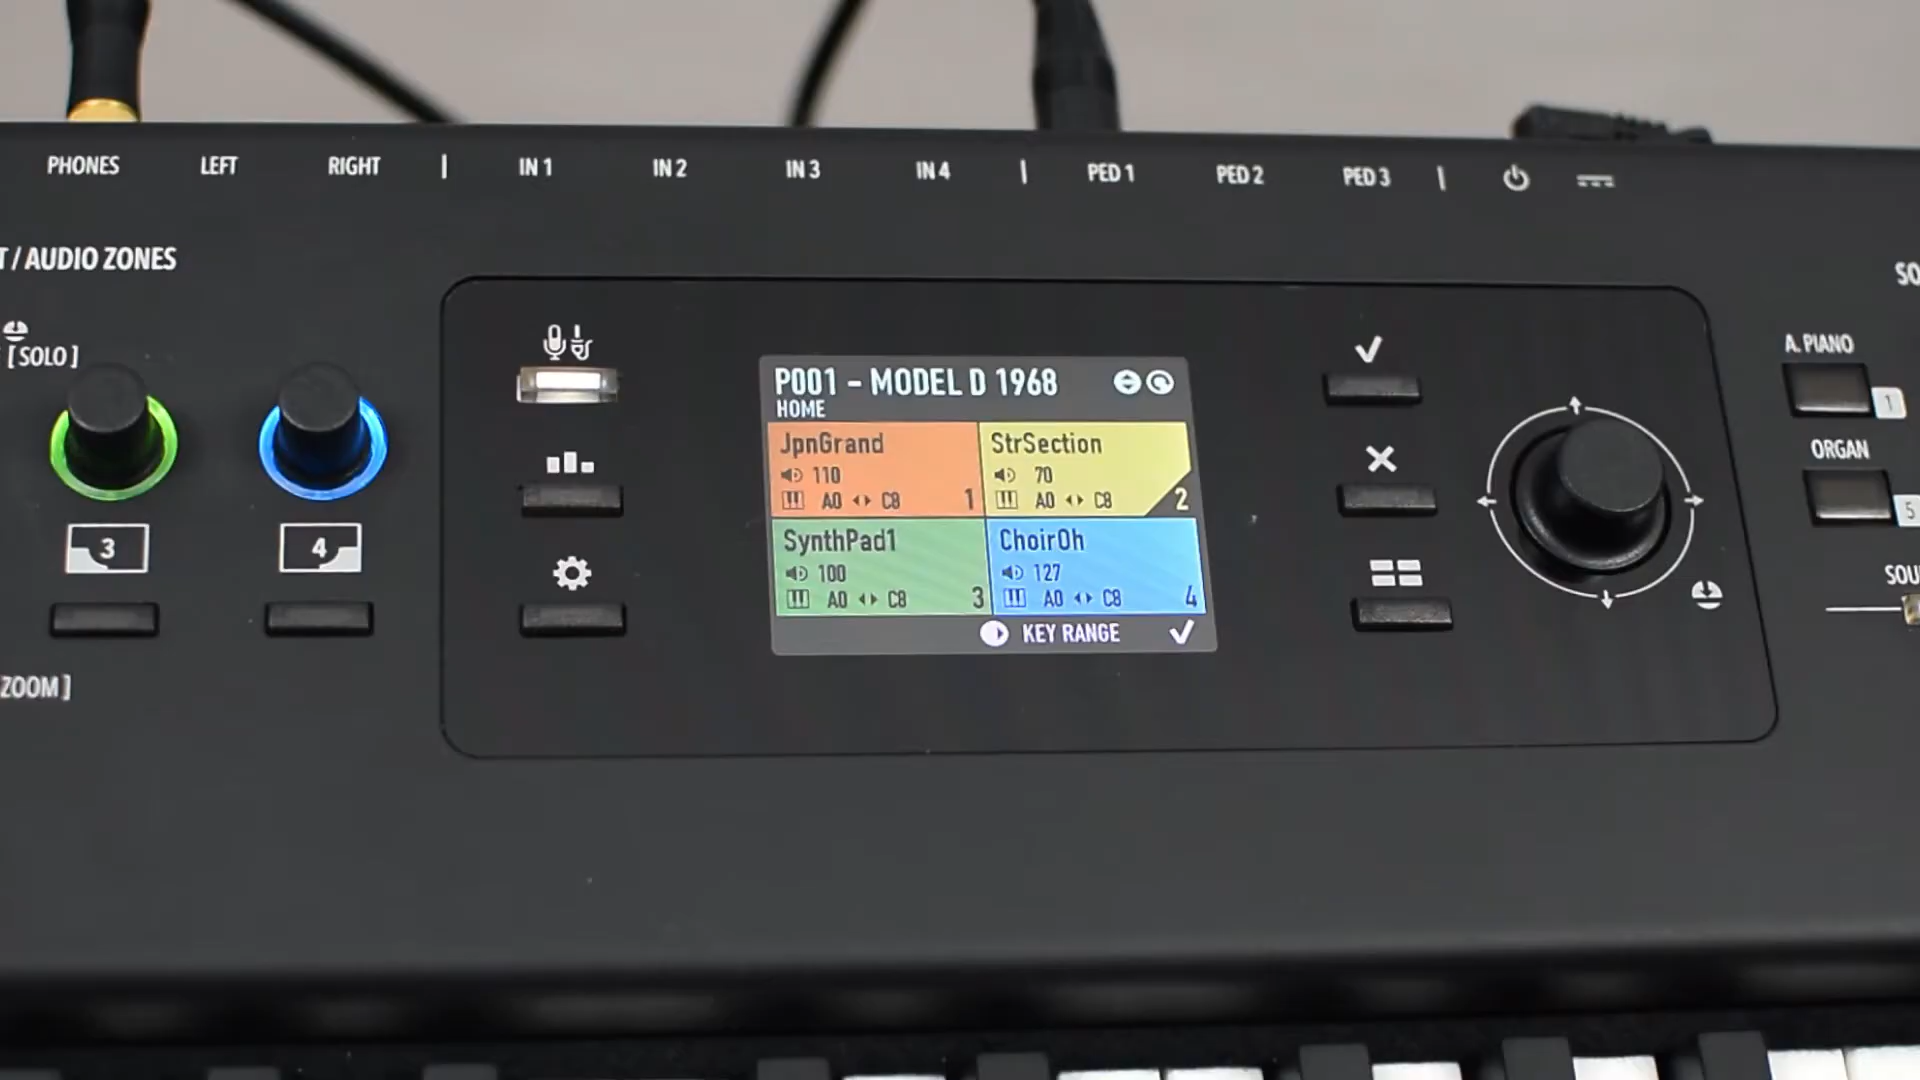 PHONES LEFT RIGHT | IN 1 IN 2 IN 3 IN 4 | PED 1 PED 2 PED 3 |
T / AUDIO ZONES
SO
[ SOLO ]
A. PIANO
1
ORGAN
5
SOU
P001 - MODEL D 1968
HOME
JpnGrand
110
A0 C8 1
StrSection
70
A0 C8 2
SynthPad1
100
A0 C8 3
ChoirOh
127
A0 C8 4
KEY RANGE
3
4
ZOOM ]